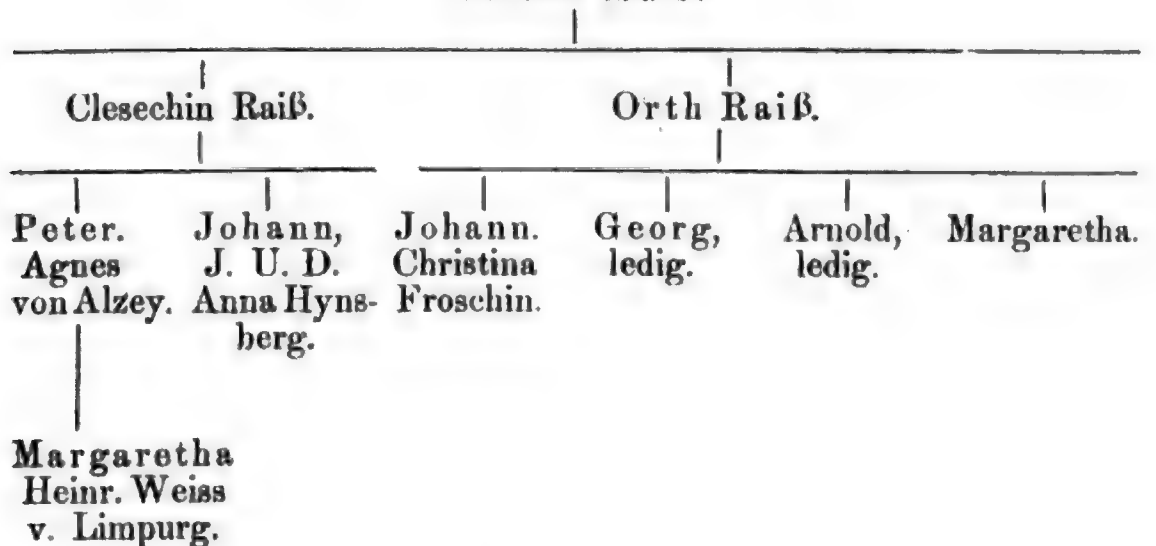 Clesechin Raiß.
Orth Raiß.
Peter.
Agnes
von Alzey.
Johann,
J. U. D.
Anna Hyns-
berg.
Johann.
Christina
Froschin.
Georg,
ledig.
Arnold,
ledig.
Margaretha.
Margaretha
Heinr. Weiss
v. Limpurg.